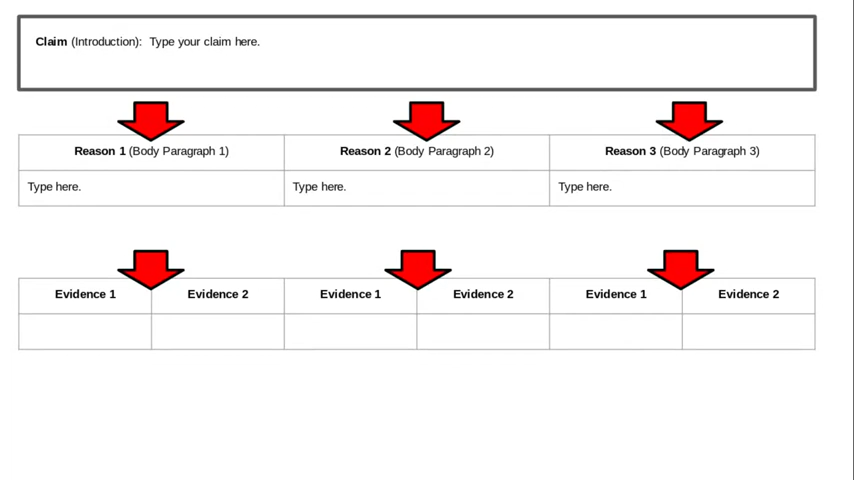 Claim (Introduction):  Type your claim here.
Reason 1 (Body Paragraph 1)
Reason 2 (Body Paragraph 2)
Reason 3 (Body Paragraph 3)
Type here.
Type here.
Type here.
Evidence 1
Evidence 2
Evidence 1
Evidence 2
Evidence 1
Evidence 2